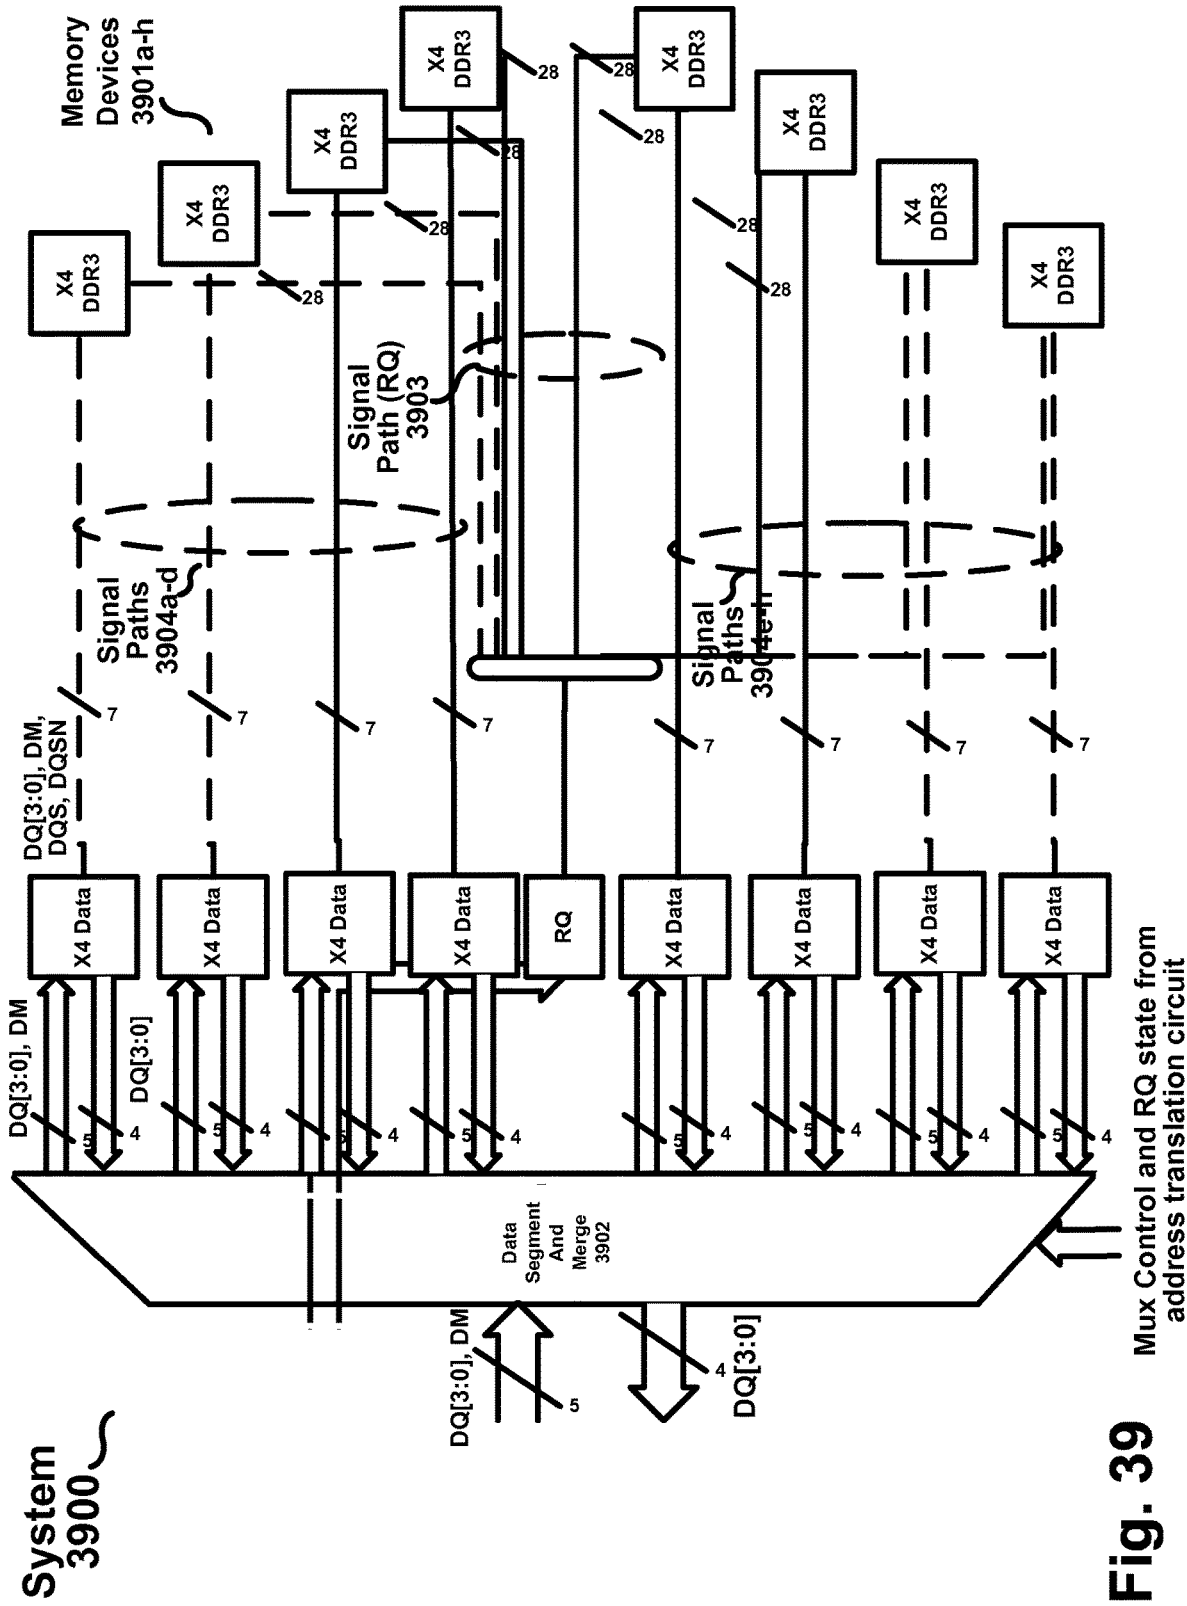 System
3900
Memory
Devices
3901a-h
DQ[3:0], DM
DQ[3:0]
DQ[3:0], DM,
DQS, DQSN
5
4
X4 Data
7
X4
DDR3
28
5
4
X4 Data
7
X4
DDR3
28
Signal
Paths
3904a-d
5
4
X4 Data
7
X4
DDR3
28
Signal
Path (RQ)
3903
5
4
X4 Data
7
X4
DDR3
28
DQ[3:0], DM
5
4
DQ[3:0]
Data
Segment
And
Merge
3902
RQ
28
28
5
4
X4 Data
7
X4
DDR3
28
Signal
Paths
3904e-h
5
4
X4 Data
7
X4
DDR3
28
5
4
X4 Data
7
X4
DDR3
5
4
X4 Data
7
X4
DDR3
Mux Control and RQ state from
address translation circuit
Fig. 39